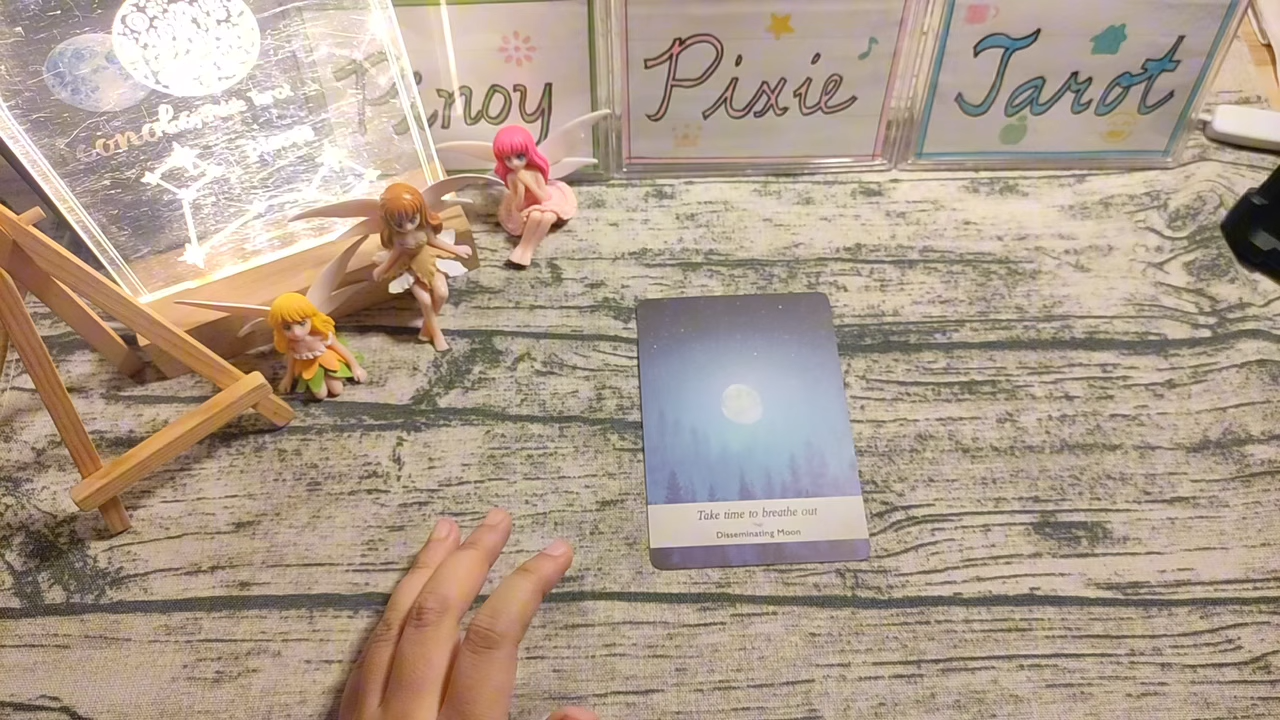 Pinoy
Pixie
Tarot
Take time to breathe out
Disseminating Moon